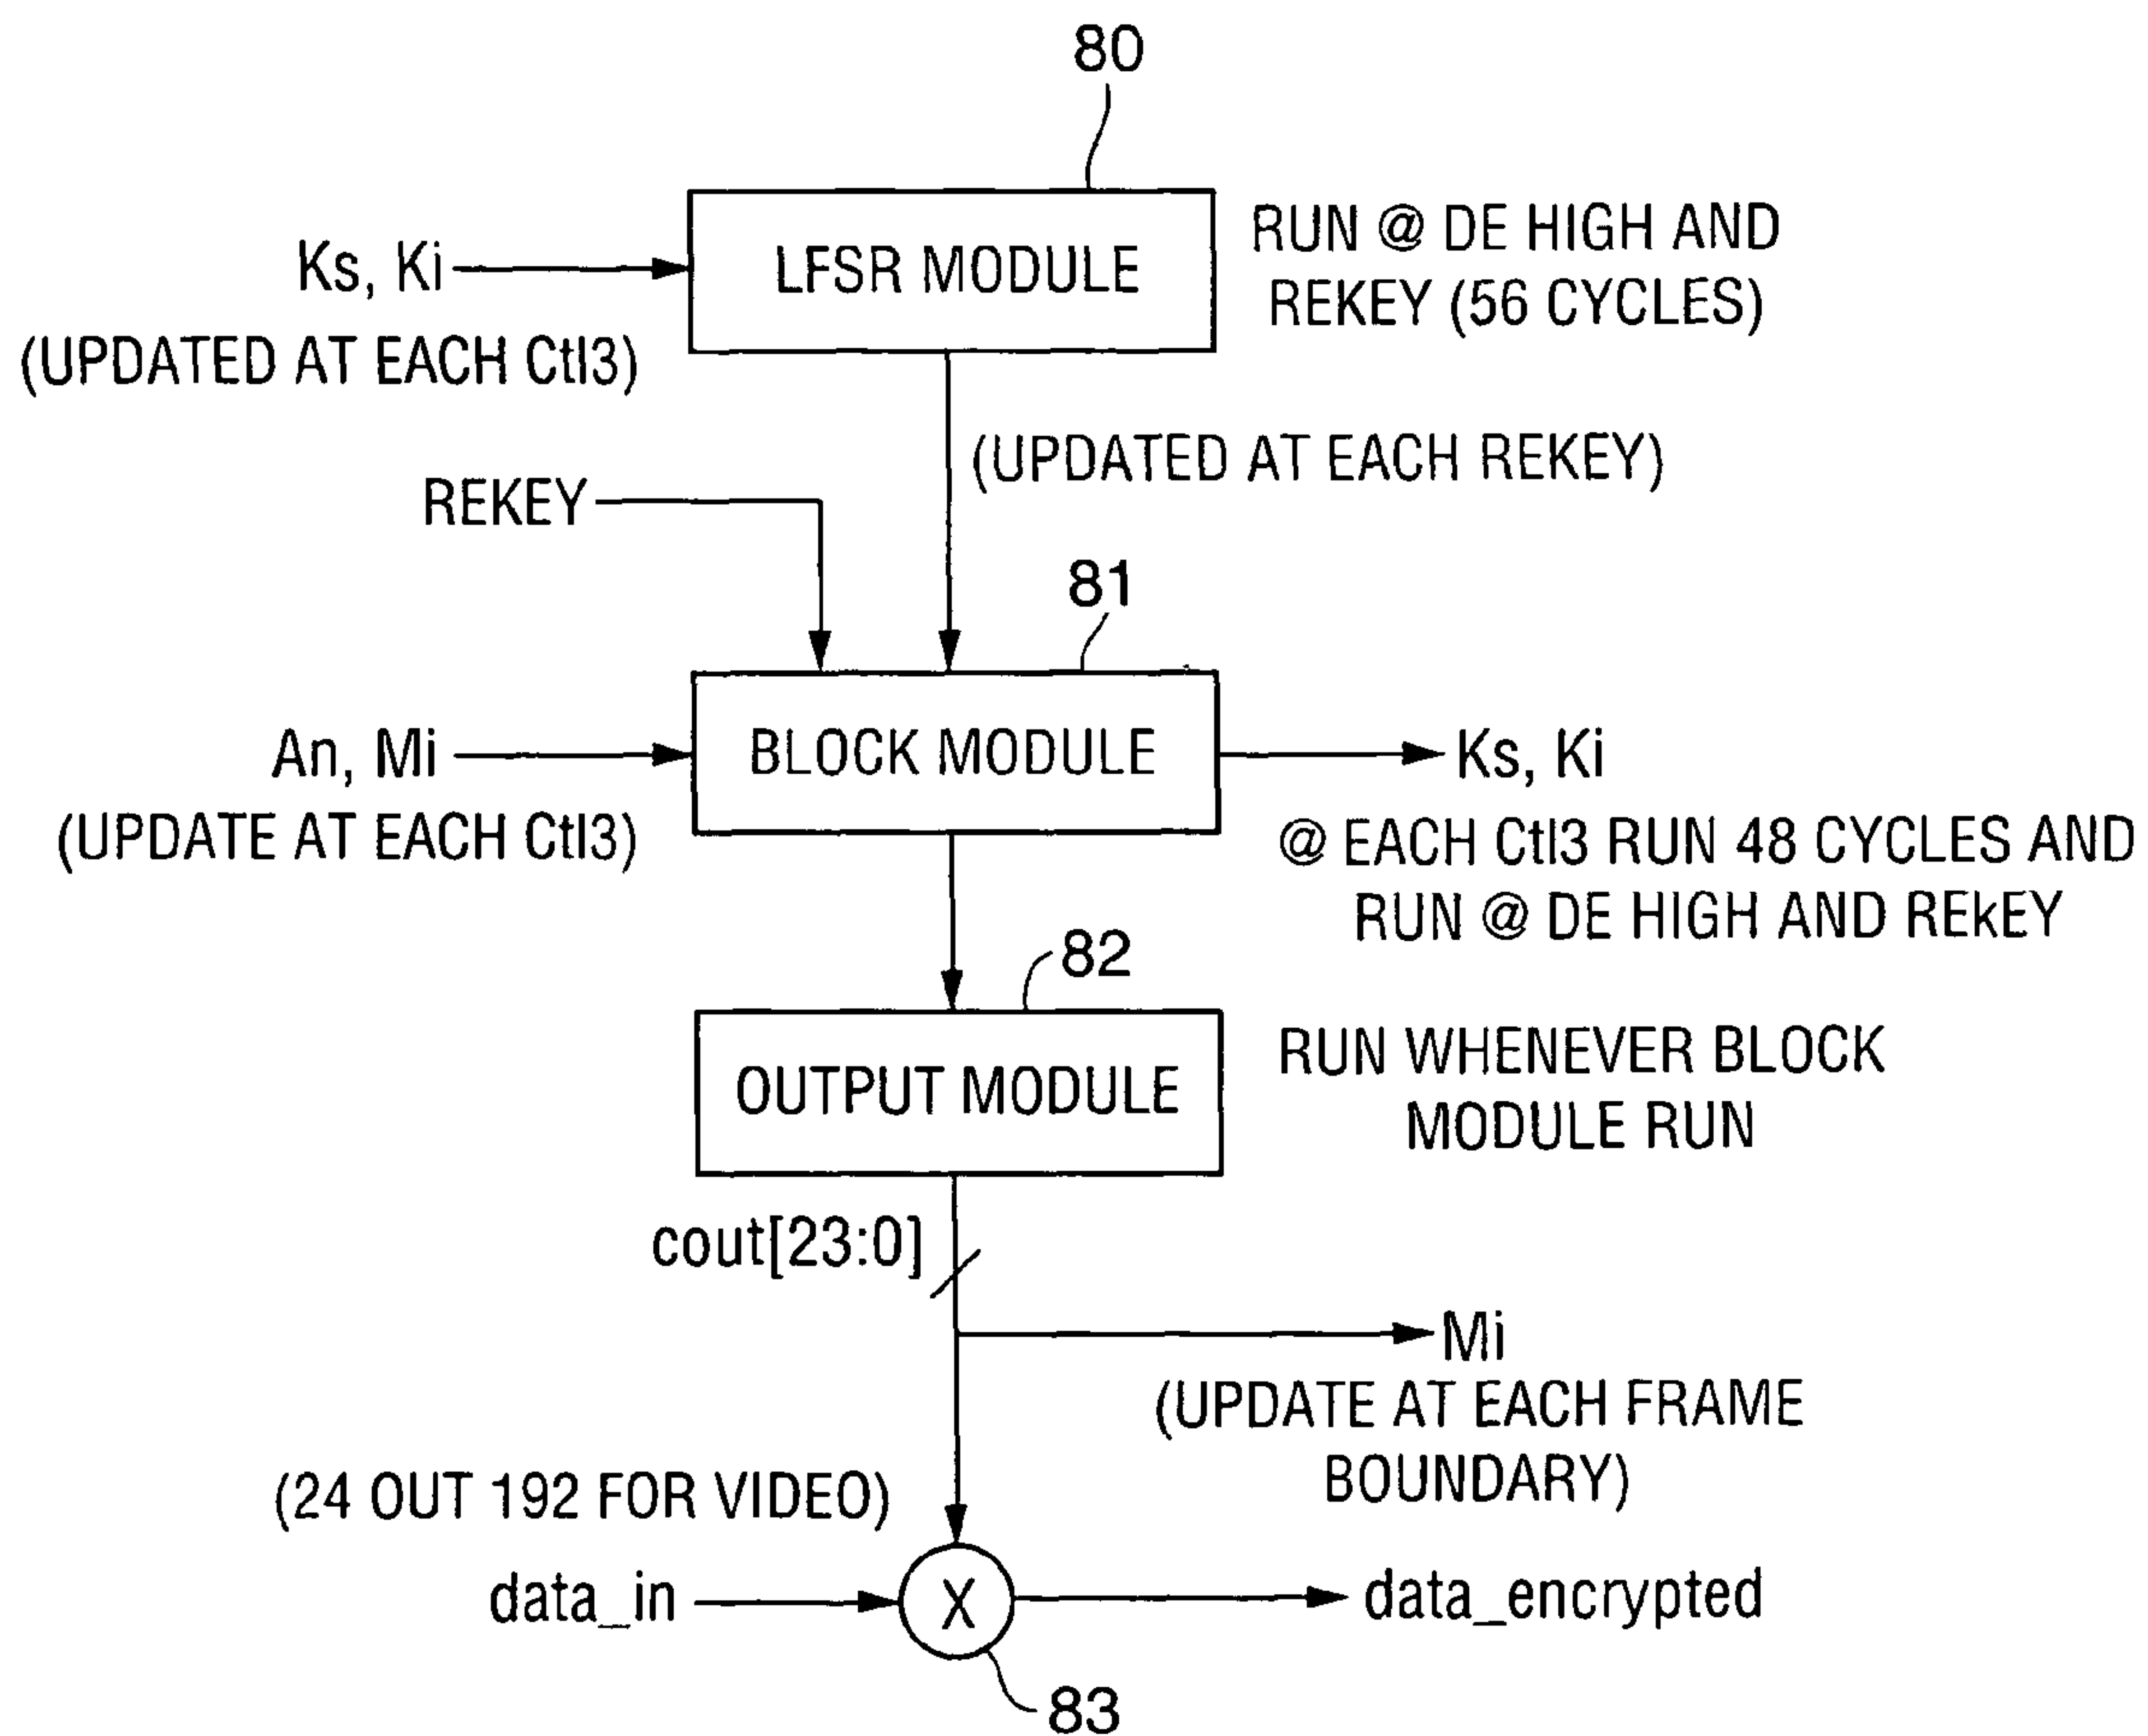 80
LFSR MODULE
RUN @ DE HIGH AND
REKEY (56 CYCLES)
Ks, Ki
(UPDATED AT EACH Ctl3)
(UPDATED AT EACH REKEY)
REKEY
81
An, Mi
(UPDATE AT EACH Ctl3)
BLOCK MODULE
Ks, Ki
@ EACH Ctl3 RUN 48 CYCLES AND
RUN @ DE HIGH AND REkEY
82
OUTPUT MODULE
RUN WHENEVER BLOCK
MODULE RUN
cout[23:0]
Mi
(UPDATE AT EACH FRAME
BOUNDARY)
(24 OUT 192 FOR VIDEO)
data_in
X
data_encrypted
83